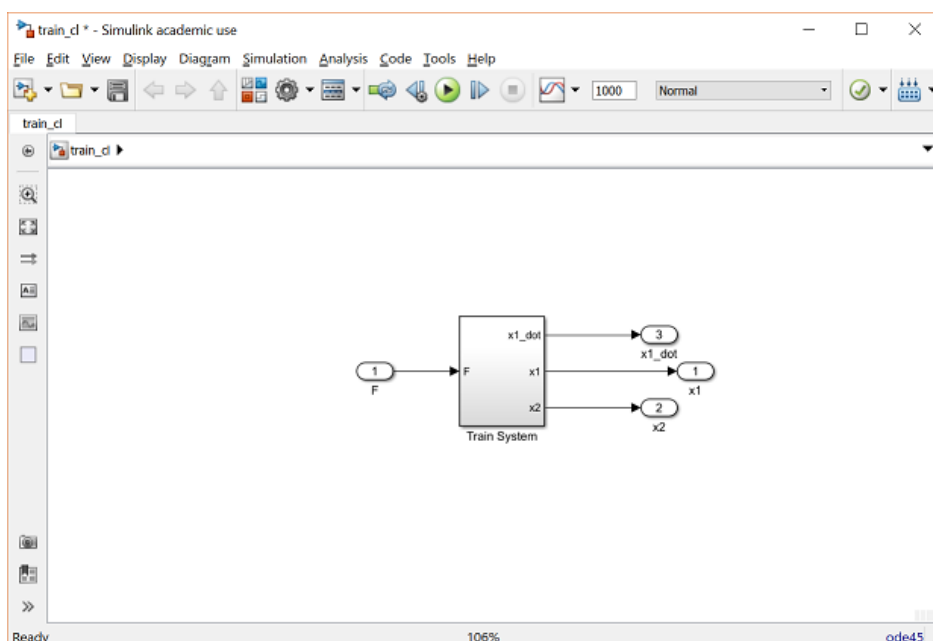 train_cl * - Simulink academic use
File Edit View Display Diagram Simulation Analysis Code Tools Help
1000 Normal
train_cl
train_cl
x1_dot 3
x1_dot
1 F x1 1
F x1
x2 2
x2
Train System
Ready 106% ode45